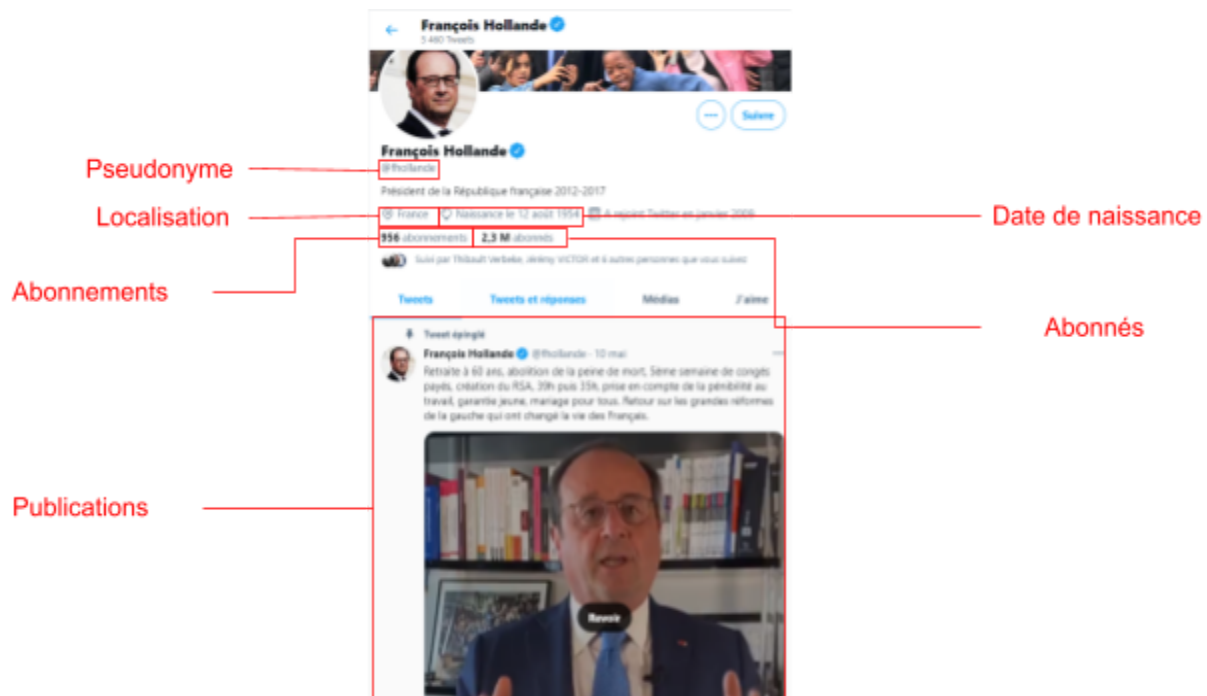 François Hollande
5 460 Tweets
Suivre
François Hollande
Pseudonyme
@fhollande
Président de la République française 2012-2017
Localisation
France Naissance le 12 août 1954 A rejoint Twitter en janvier 2009
Date de naissance
956 abonnements 2,3 M abonnés
Suivi par Thibault Verbeke, Jérémy VICTOR et 6 autres personnes que vous suivez
Abonnements
Tweets Tweets et réponses Médias J'aime
Abonnés
Tweet épinglé
François Hollande @fhollande · 10 mai
Retraite à 60 ans, abolition de la peine de mort, 5ème semaine de congés
payés, création du RSA, 39h puis 35h, prise en compte de la pénibilité au
travail, garantie jeune, mariage pour tous. Retour sur les grandes réformes
de la gauche qui ont changé la vie des Français.
Publications
Revoir